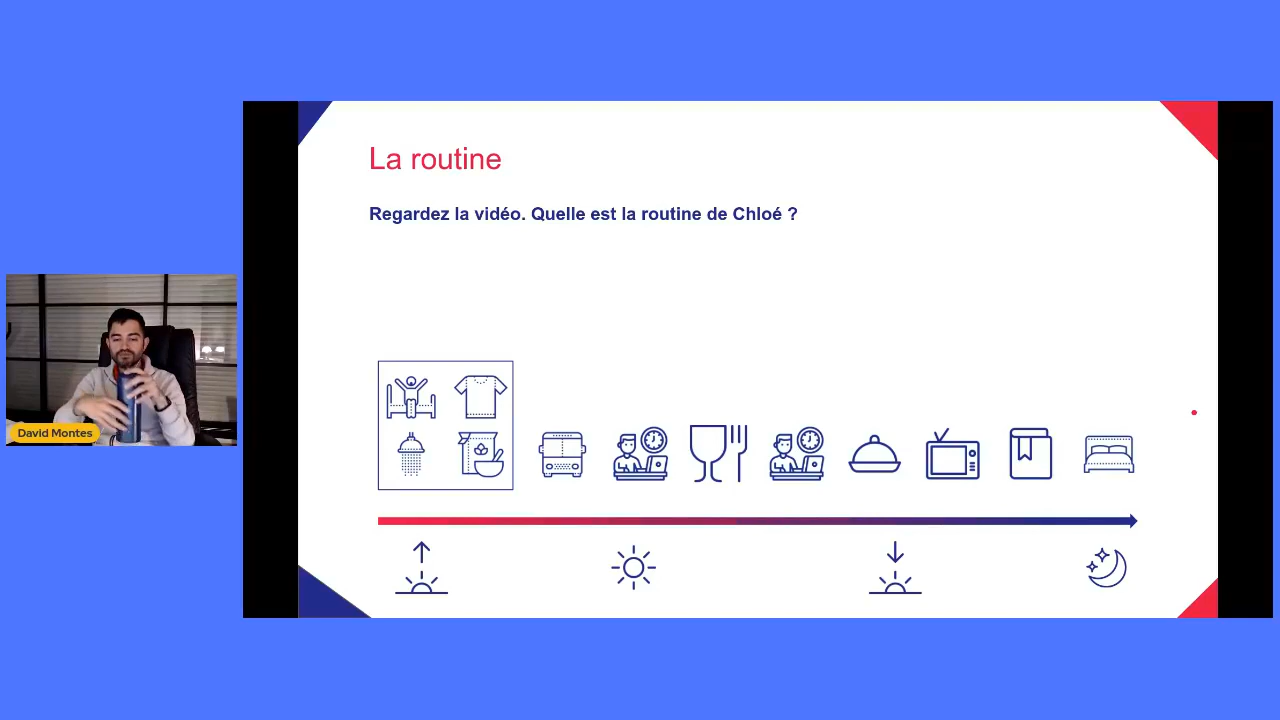 La routine
Regardez la vidéo. Quelle est la routine de Chloé ?
David Montes